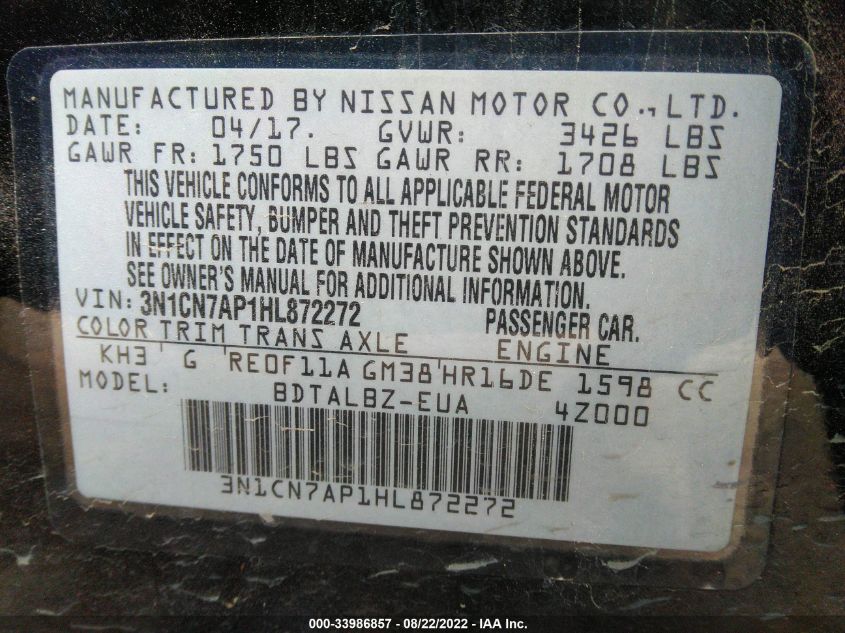 MANUFACTURED BY NISSAN MOTOR CO., LTD.
DATE: 04/17. GVWR: 3426 LBS
GAWR FR: 1750 LBS GAWR RR: 1708 LBS
THIS VEHICLE CONFORMS TO ALL APPLICABLE FEDERAL MOTOR
VEHICLE SAFETY, BUMPER AND THEFT PREVENTION STANDARDS
IN EFFECT ON THE DATE OF MANUFACTURE SHOWN ABOVE.
SEE OWNER'S MANUAL FOR ADDITIONAL INFORMATION.
VIN: 3N1CN7AP1HL872272 PASSENGER CAR.
COLOR TRIM TRANS AXLE ENGINE
KH3 G RE0F11A GM38 HR16DE 1598 CC
MODEL: BDTALBZ-EUA 4Z000
3N1CN7AP1HL872272
000-33986857 - 08/22/2022 - IAA Inc.